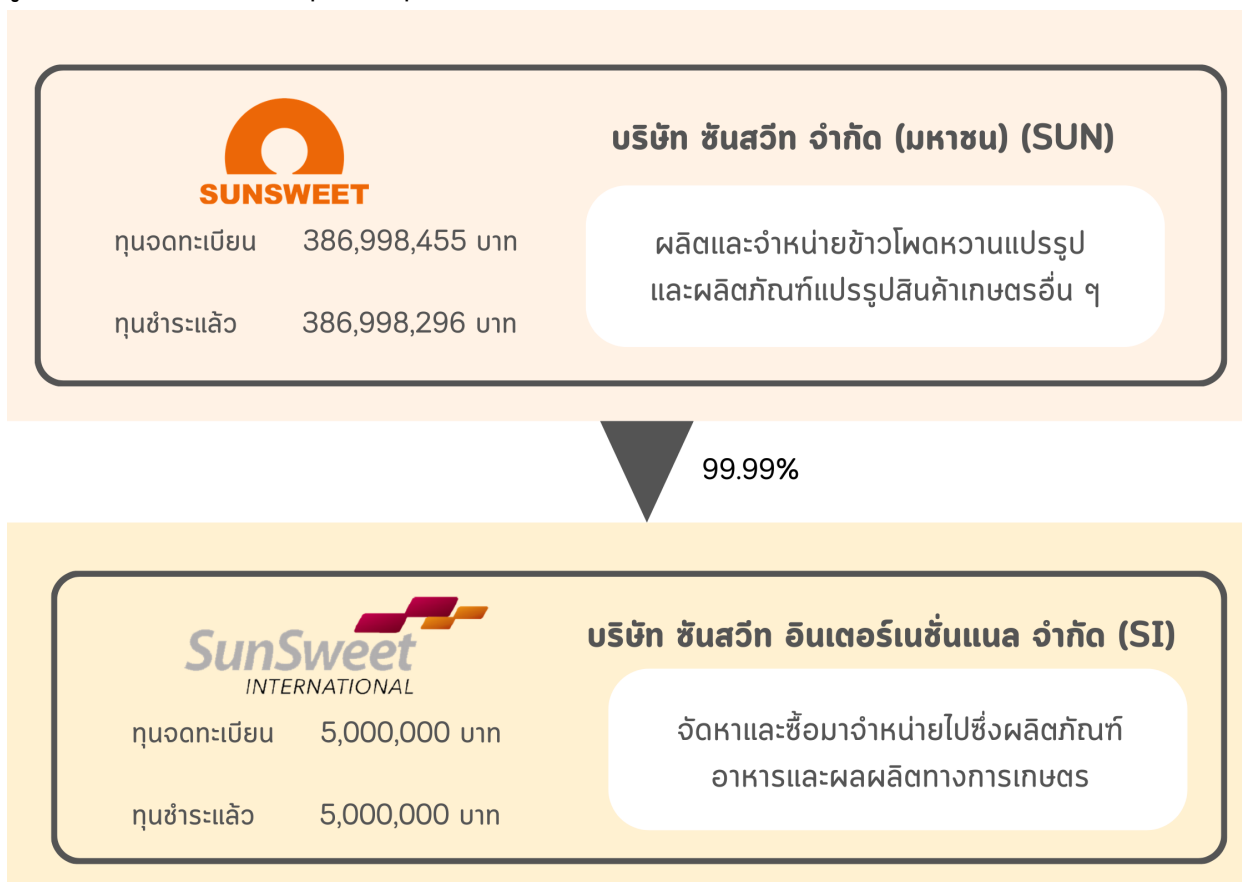 SUNSWEET
บริษัท ซันสวีท จำกัด (มหาชน) (SUN)
ทุนจดทะเบียน 386,998,455 บาท
ทุนชำระแล้ว 386,998,296 บาท
ผลิตและจำหน่ายข้าวโพดหวานแปรรูป
และผลิตภัณฑ์แปรรูปสินค้าเกษตรอื่น ๆ
99.99%
SunSweet
INTERNATIONAL
บริษัท ซันสวีท อินเตอร์เนชั่นแนล จำกัด (SI)
ทุนจดทะเบียน 5,000,000 บาท
ทุนชำระแล้ว 5,000,000 บาท
จัดหาและซื้อมาจำหน่ายไปซึ่งผลิตภัณฑ์
อาหารและผลผลิตทางการเกษตร